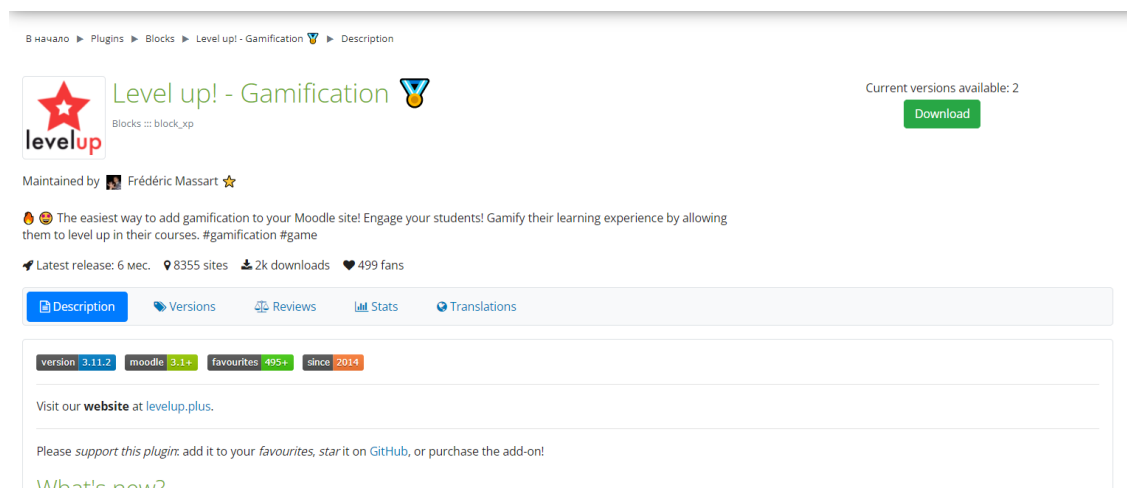 В начало ▶ Plugins ▶ Blocks ▶ Level up! - Gamification 🏅 ▶ Description
Level up! - Gamification 🏅
Blocks ::: block_xp
levelup
Current versions available: 2
Download
Maintained by Frédéric Massart ⭐
🔥 🤩 The easiest way to add gamification to your Moodle site! Engage your students! Gamify their learning experience by allowing
them to level up in their courses. #gamification #game
Latest release: 6 мес. 8355 sites 2k downloads 499 fans
Description Versions Reviews Stats Translations
version 3.11.2 moodle 3.1+ favourites 495+ since 2014
Visit our website at levelup.plus.
Please support this plugin: add it to your favourites, star it on GitHub, or purchase the add-on!
What's new?